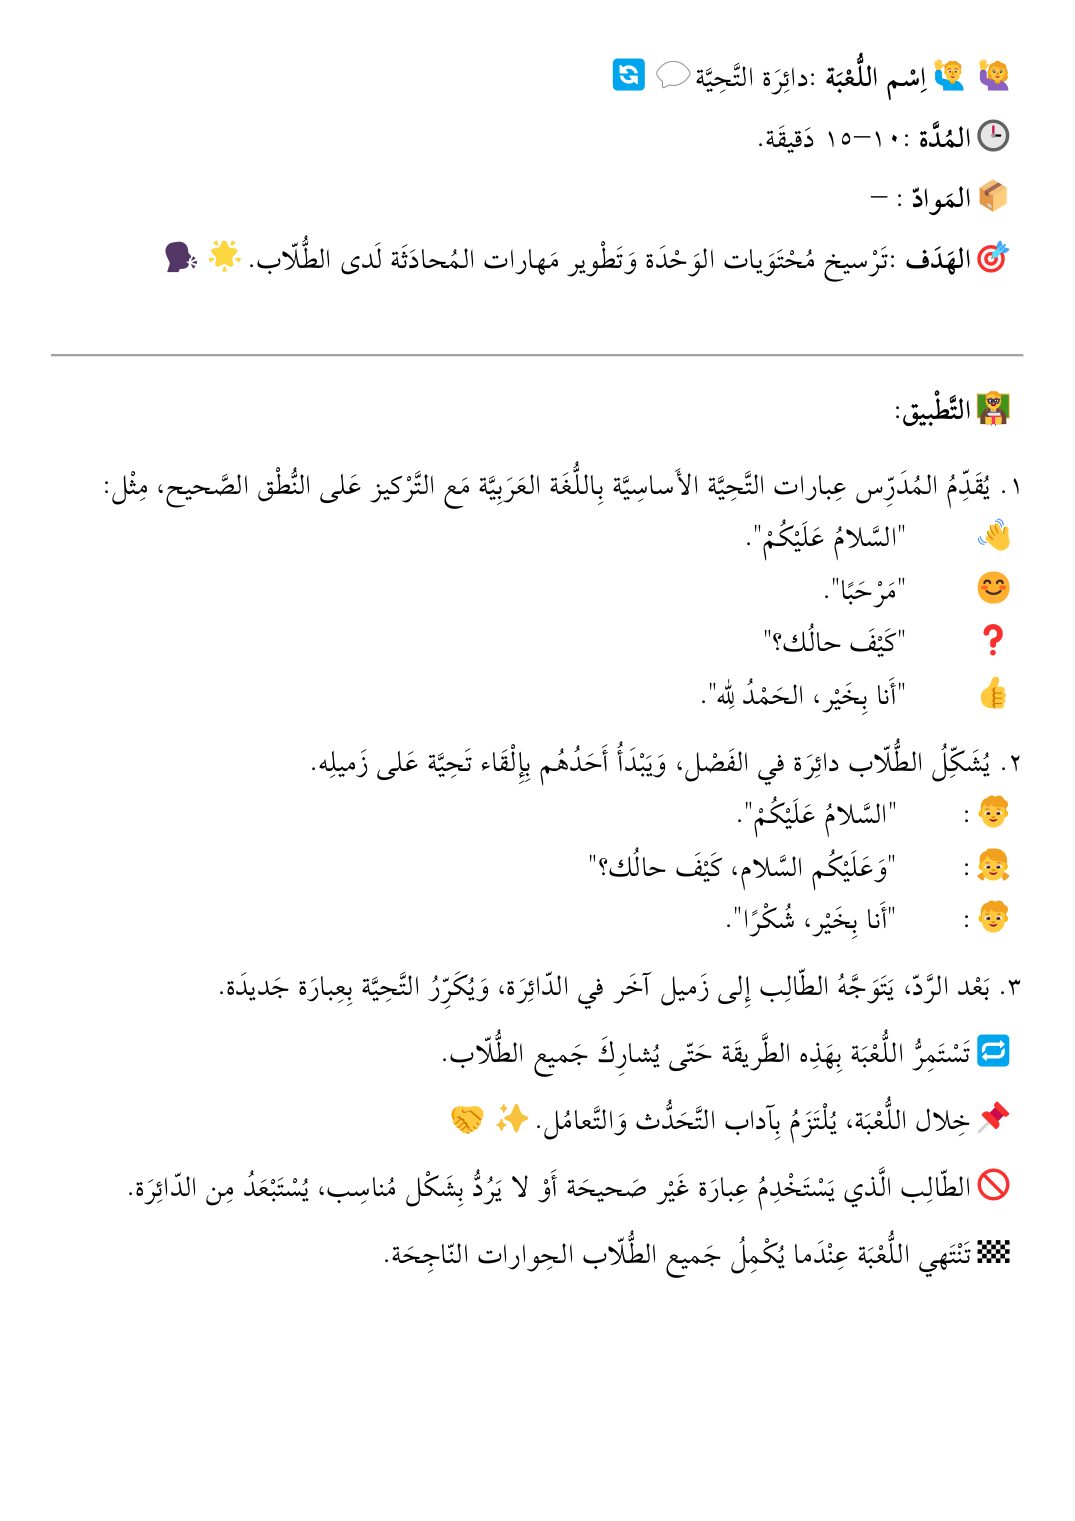 🙋‍♀️ 🙋‍♂️ اِسْم اللُّعْبَة :دائِرَة التَّحِيَّة 💬 🔄
🕒 المُدَّة :١٠–١٥ دَقيقَة.
📦 المَوادّ : –
🎯 الهَدَف :تَرْسيخ مُحْتَوَيات الوَحْدَة وَتَطْوير مَهارات المُحادَثَة لَدى الطُّلّاب. 🌟 🗣
👩‍🏫 التَّطْبيق:
١. يُقَدِّمُ المُدَرِّس عِبارات التَّحِيَّة الأَساسِيَّة بِاللُّغَة العَرَبِيَّة مَع التَّرْكيز عَلى النُّطْق الصَّحيح، مِثْل:
👋 "السَّلامُ عَلَيْكُمْ".
😊 "مَرْحَبًا".
❓ "كَيْفَ حالُك؟"
👍 "أَنا بِخَيْر، الحَمْدُ لِلّٰه".
٢. يُشَكِّلُ الطُّلّاب دائِرَة في الفَصْل، وَيَبْدَأُ أَحَدُهُم بِإِلْقَاء تَحِيَّة عَلى زَميلِه.
👦 : "السَّلامُ عَلَيْكُمْ".
👧 : "وَعَلَيْكُم السَّلام، كَيْفَ حالُك؟"
👦 : "أَنا بِخَيْر، شُكْرًا".
٣. بَعْد الرَّدّ، يَتَوَجَّهُ الطّالِب إِلى زَميل آخَر في الدّائِرَة، وَيُكَرِّرُ التَّحِيَّة بِعِبارَة جَديدَة.
🔁 تَسْتَمِرُّ اللُّعْبَة بِهَذِه الطَّريقَة حَتّى يُشارِكَ جَميع الطُّلّاب.
📌 خِلال اللُّعْبَة، يُلْتَزَمُ بِآداب التَّحَدُّث وَالتَّعامُل. ✨ 🤝
🚫 الطّالِب الَّذي يَسْتَخْدِمُ عِبارَة غَيْر صَحيحَة أَوْ لا يَرُدُّ بِشَكْل مُناسِب، يُسْتَبْعَدُ مِن الدّائِرَة.
🏁 تَنْتَهي اللُّعْبَة عِنْدَما يُكْمِلُ جَميع الطُّلّاب الحِوارات النّاجِحَة.